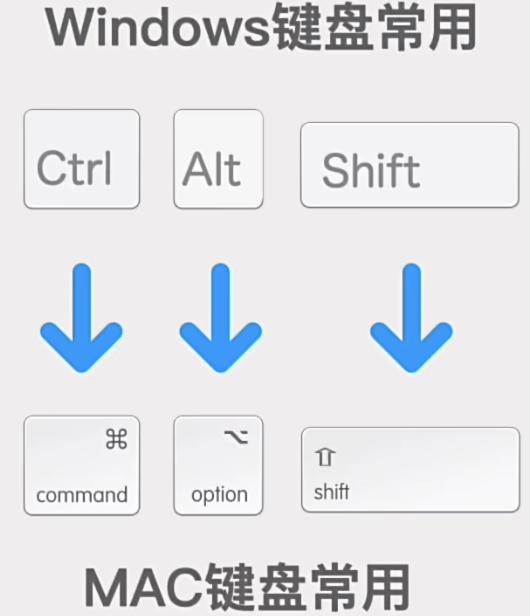 Windows键盘常用
Ctrl Alt Shift
⌘ ⌥ ⇧
command option shift
MAC键盘常用